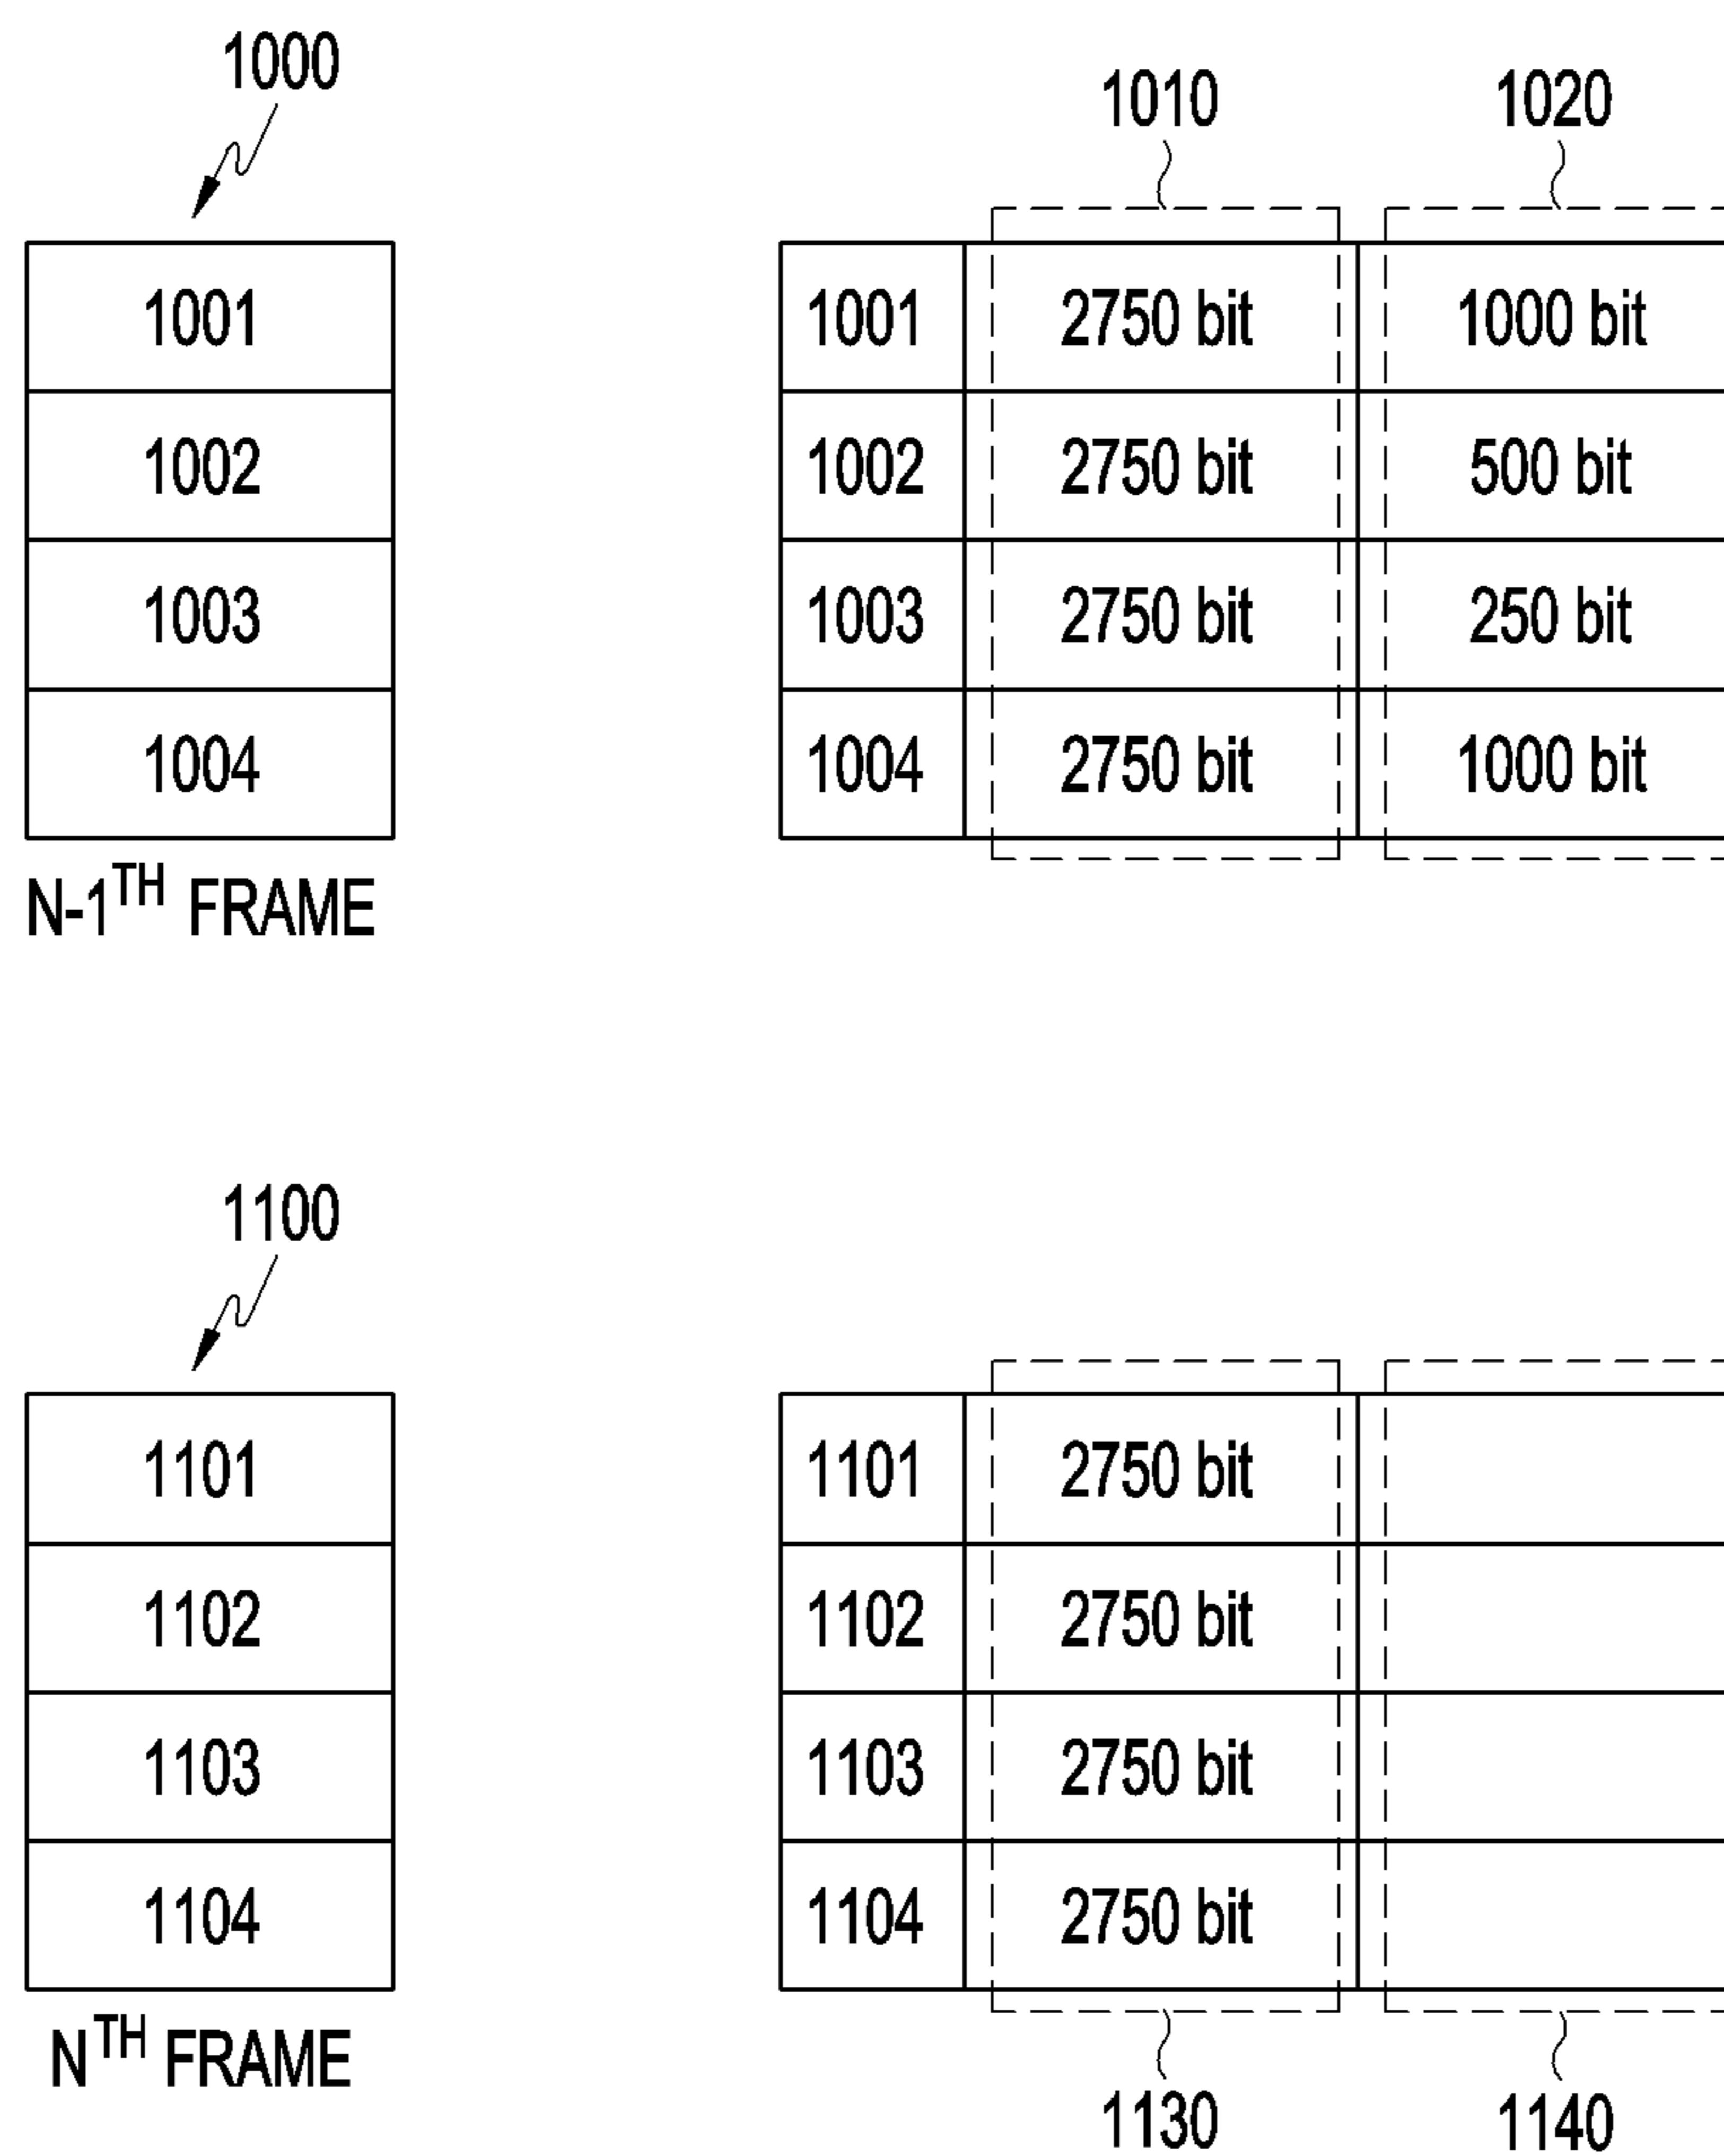 1000
1010 1020
1001
1002
1003
1004
N-1TH FRAME
1001 2750 bit 1000 bit
1002 2750 bit 500 bit
1003 2750 bit 250 bit
1004 2750 bit 1000 bit
1100
1101
1102
1103
1104
NTH FRAME
1101 2750 bit
1102 2750 bit
1103 2750 bit
1104 2750 bit
1130 1140